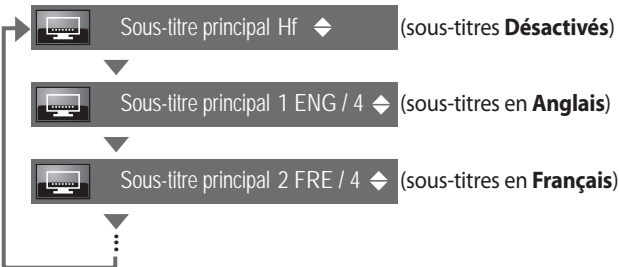 Sous-titre principal Hf (sous-titres Désactivés)
Sous-titre principal 1 ENG / 4 (sous-titres en Anglais)
Sous-titre principal 2 FRE / 4 (sous-titres en Français)